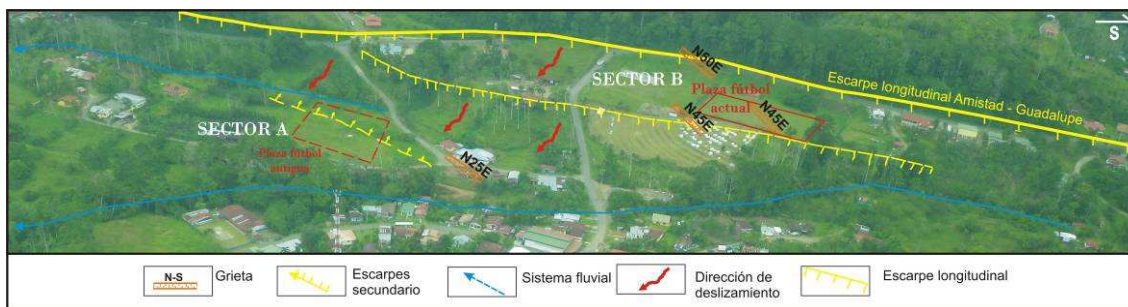 S
N50E
SECTOR B
Plaza fútbol
actual
N45E
N45E
Escarpe longitudinal Amistad - Guadalupe
SECTOR A
Plaza fútbol
antigua
N25E
N-S
Grieta
Escarpes
secundario
Sistema fluvial
Dirección de
deslizamiento
Escarpe longitudinal